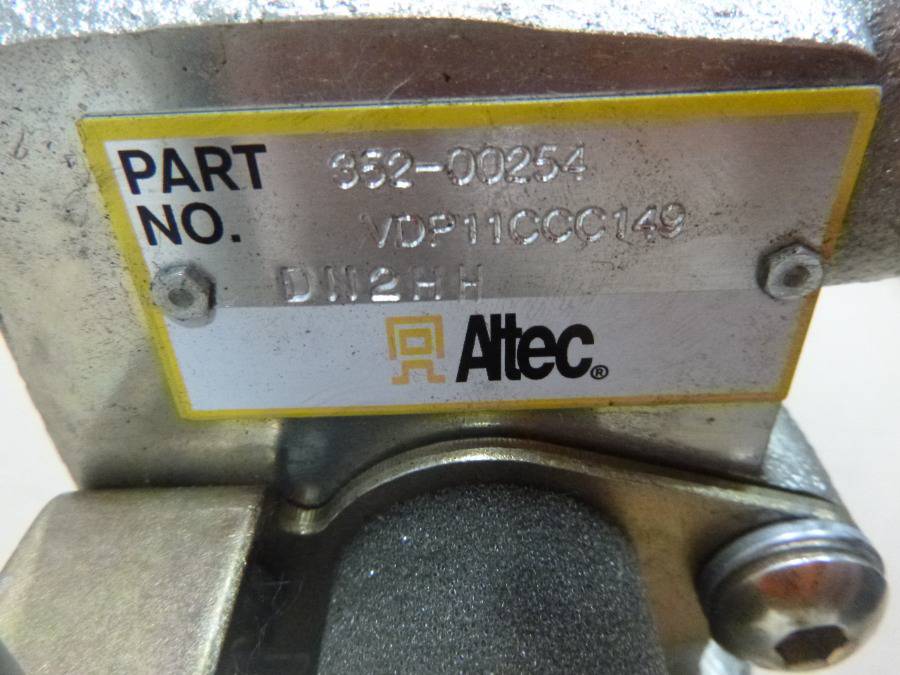 PART 352-00254
NO. VDP11CCC149
DN2HH
Altec®